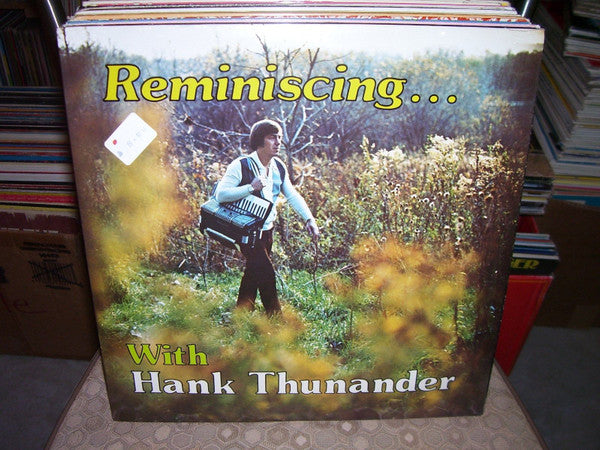 Reminiscing...
With
Hank Thunander